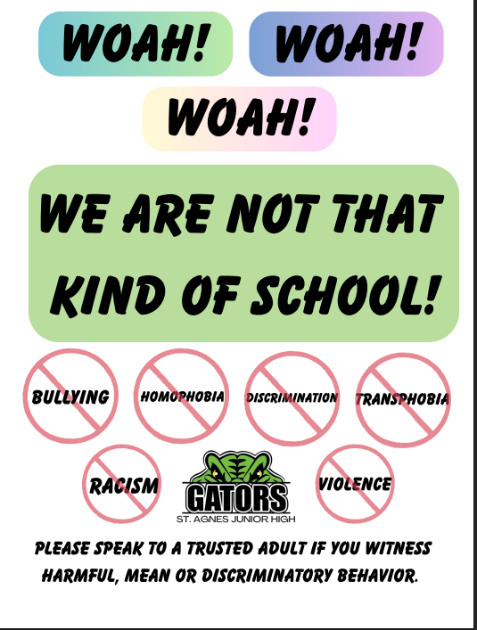 WOAH! WOAH!
WOAH!
WE ARE NOT THAT
KIND OF SCHOOL!
BULLYING HOMOPHOBIA DISCRIMINATION TRANSPHOBIA
RACISM GATORS VIOLENCE
ST. AGNES JUNIOR HIGH
PLEASE SPEAK TO A TRUSTED ADULT IF YOU WITNESS
HARMFUL, MEAN OR DISCRIMINATORY BEHAVIOR.